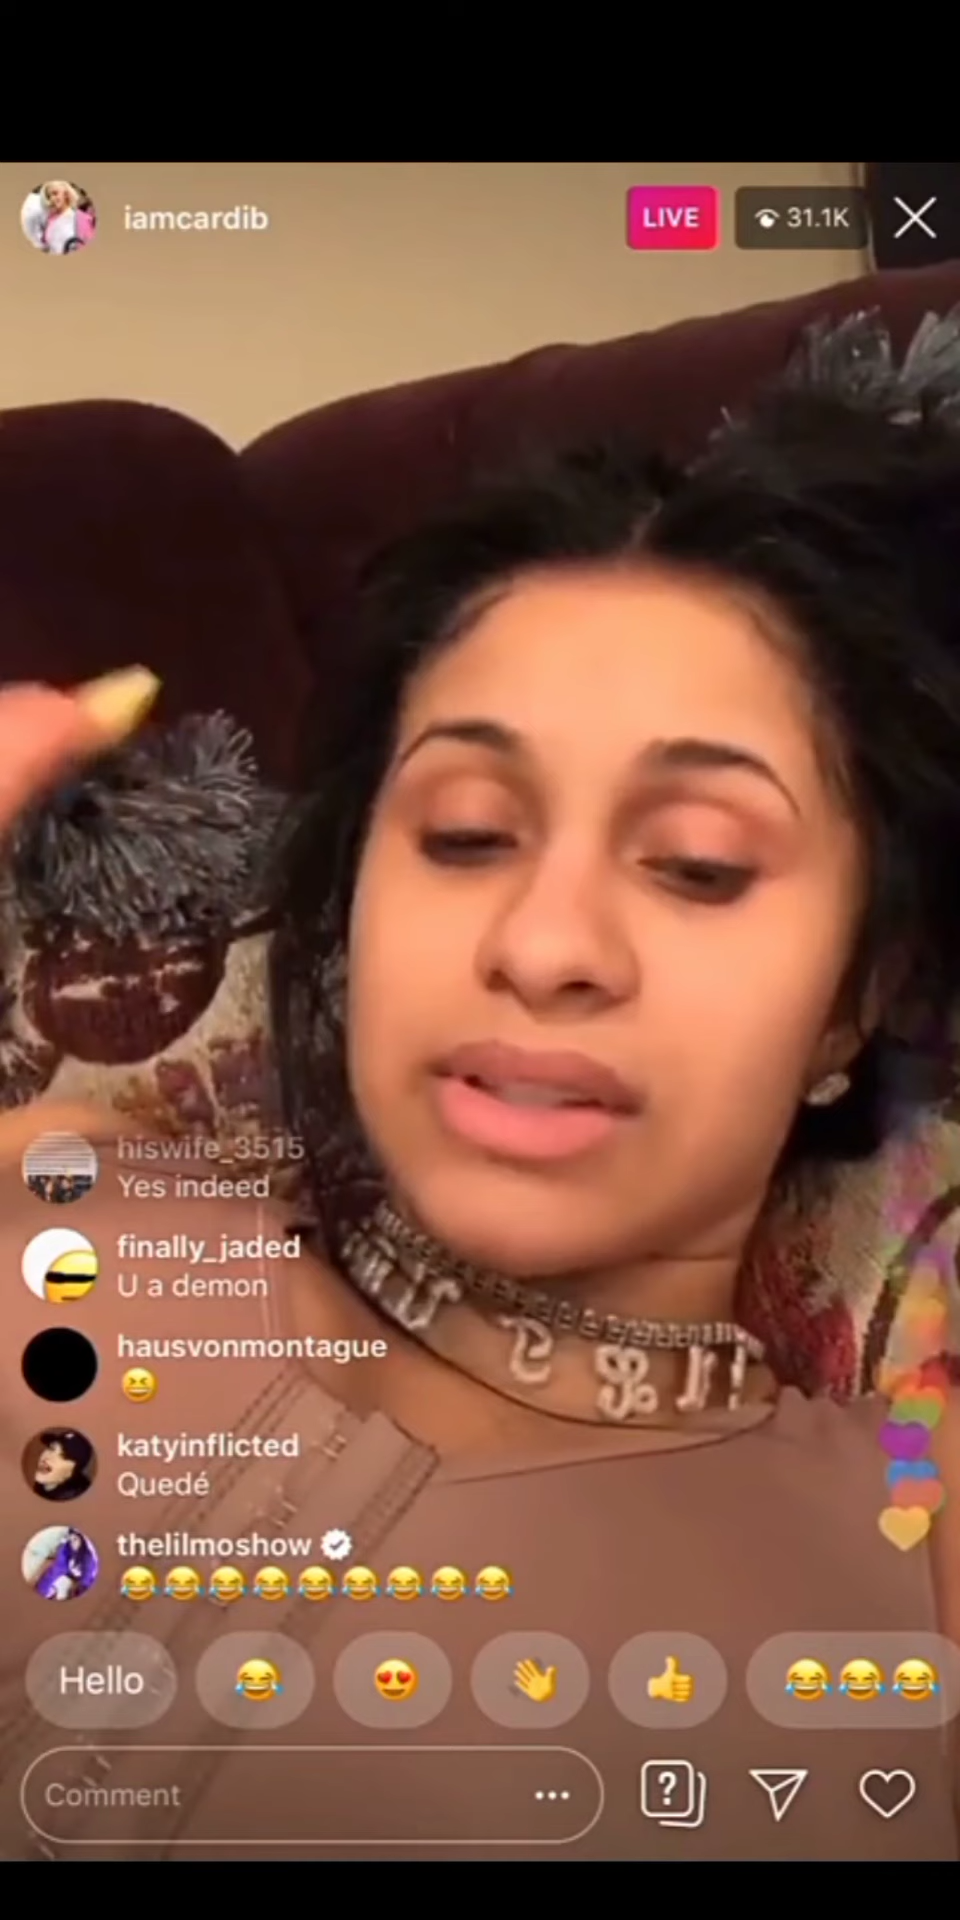 iamcardib
LIVE
31.1K
hiswife_3515
Yes indeed
finally_jaded
U a demon
hausvonmontague
😆
katyinflicted
Quedé
thelilmoshow
😂😂😂😂😂😂😂😂😂
Hello 😂 😍 👋 👍 😂😂😂
Comment ...
?